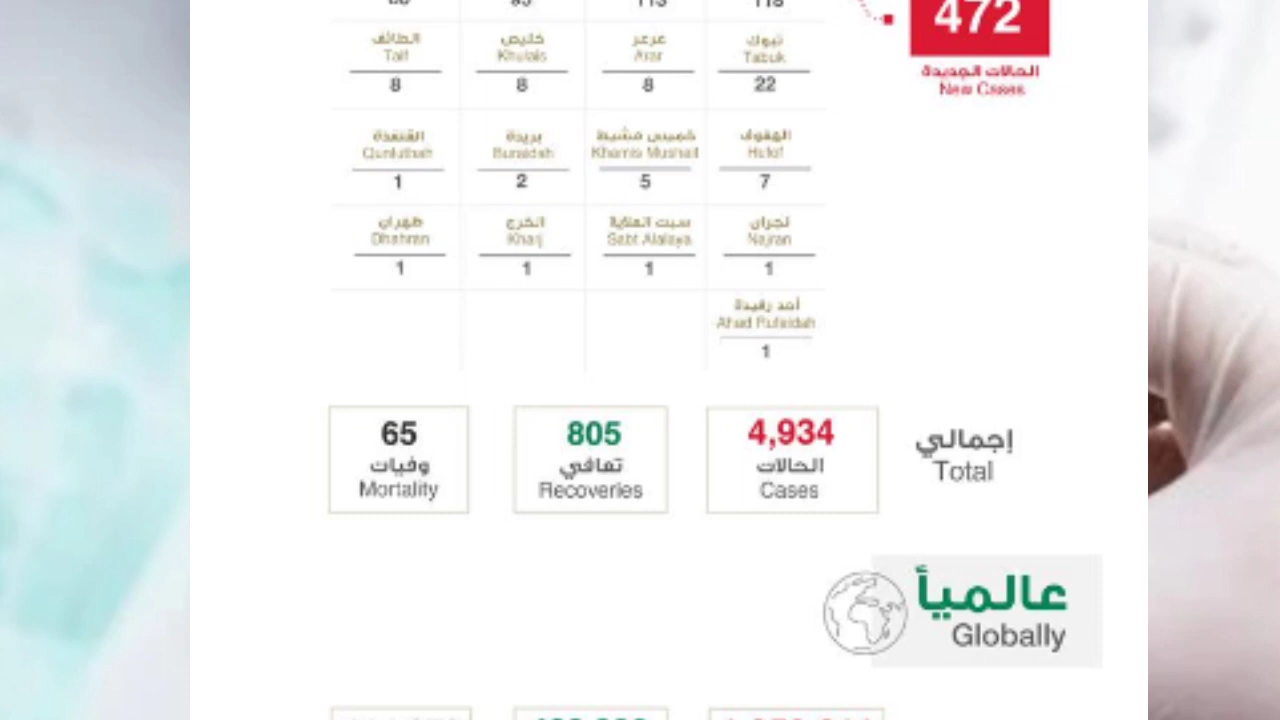 472
الحالات الجديدة
New Cases
تبوك
Tabuk
22
عرعر
Arar
8
خليص
Khulais
8
الطائف
Taif
8
الهفوف
Hufof
7
خميس مشيط
Khamis Mushait
5
بريدة
Buraidah
2
القنفذة
Qunfuthah
1
نجران
Najran
1
سبت العلاية
Sabt Alalaya
1
الخرج
Kharj
1
ظهران
Dhahran
1
أحد رفيدة
Ahad Rufaidah
1
إجمالي
Total
4,934
الحالات
Cases
805
تعافي
Recoveries
65
وفيات
Mortality
عالمياً
Globally